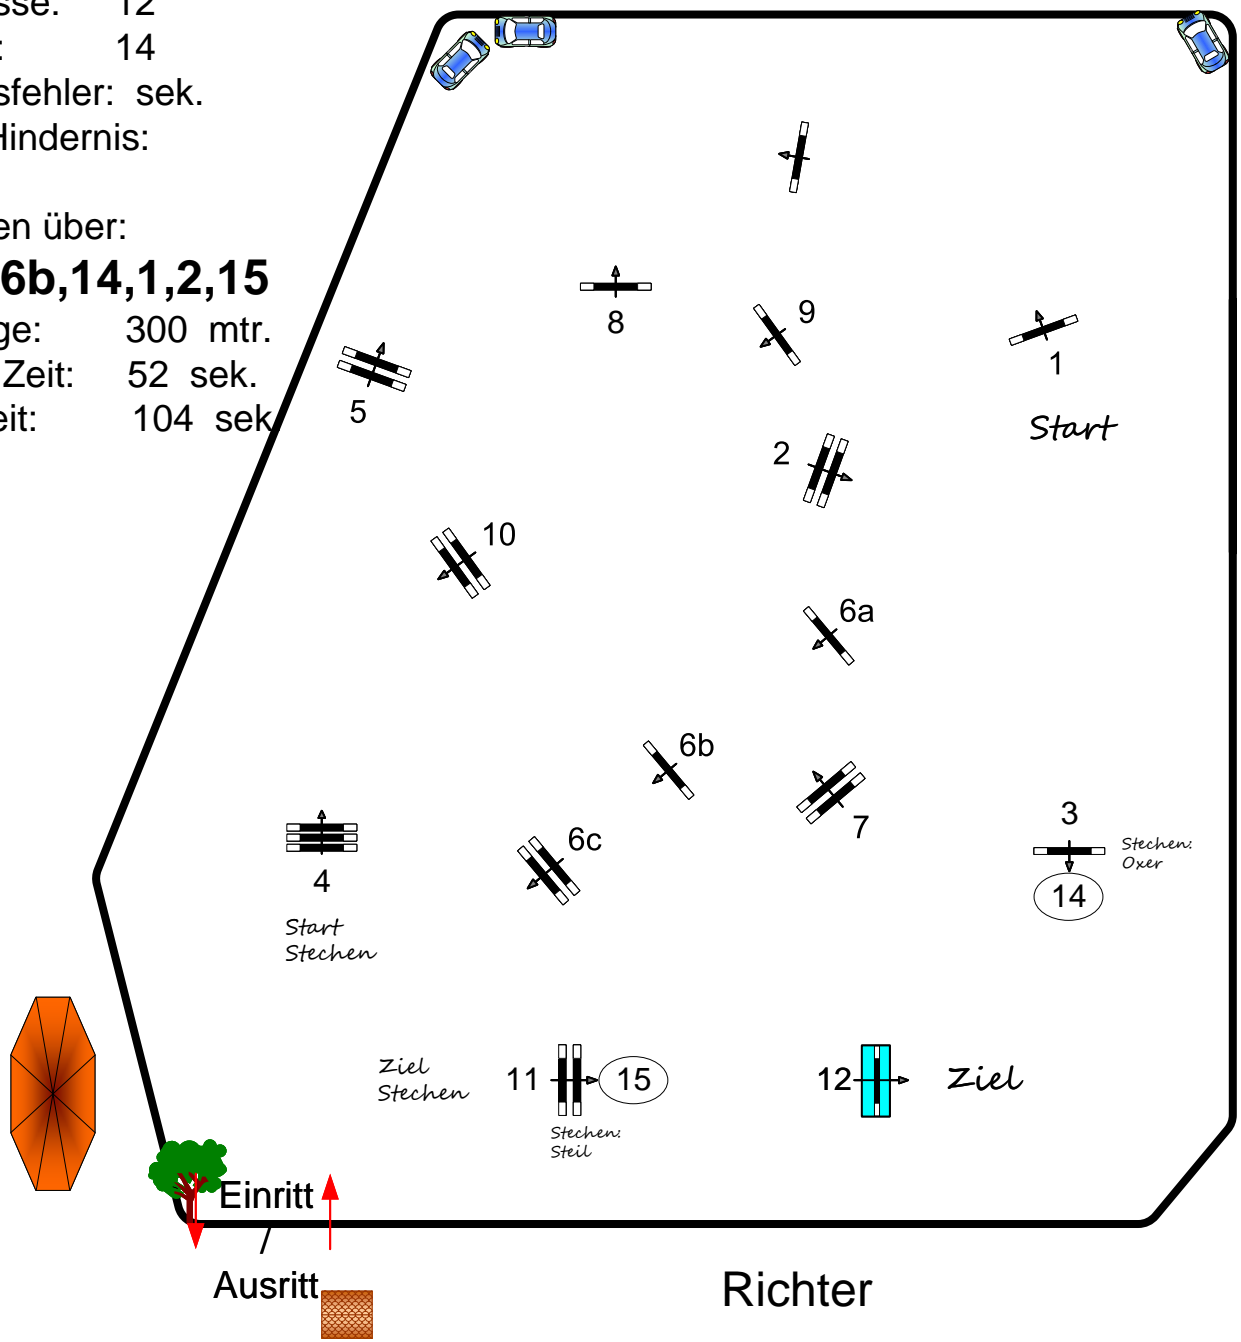 sse: 12
: 14
sfehler: sek.
Hindernis:
en über:
6b,14,1,2,15
ge: 300 mtr.
Zeit: 52 sek.
eit: 104 sek
8
9
1
5
Start
2
10
6a
6b
7
3
Stechen:
Oxer
6c
4
14
Start
Stechen
Ziel
Stechen
11
15
12
Ziel
Stechen:
Steil
Einritt
Ausritt
Richter